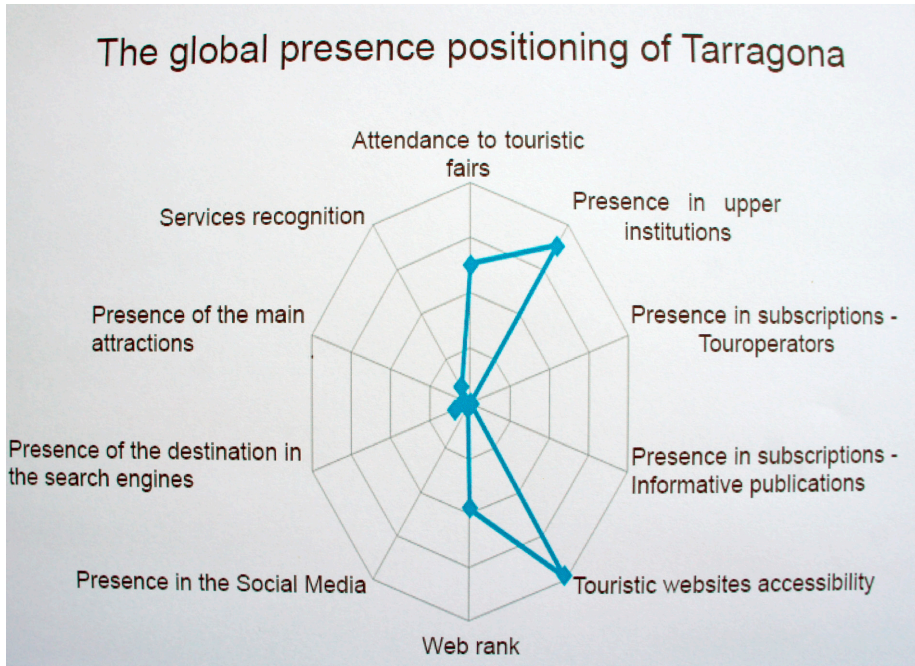 The global presence positioning of Tarragona
Attendance to touristic
fairs
Presence in upper
institutions
Presence in subscriptions -
Touroperators
Presence in subscriptions -
Informative publications
Touristic websites accessibility
Web rank
Presence in the Social Media
Presence of the destination in
the search engines
Presence of the main
attractions
Services recognition